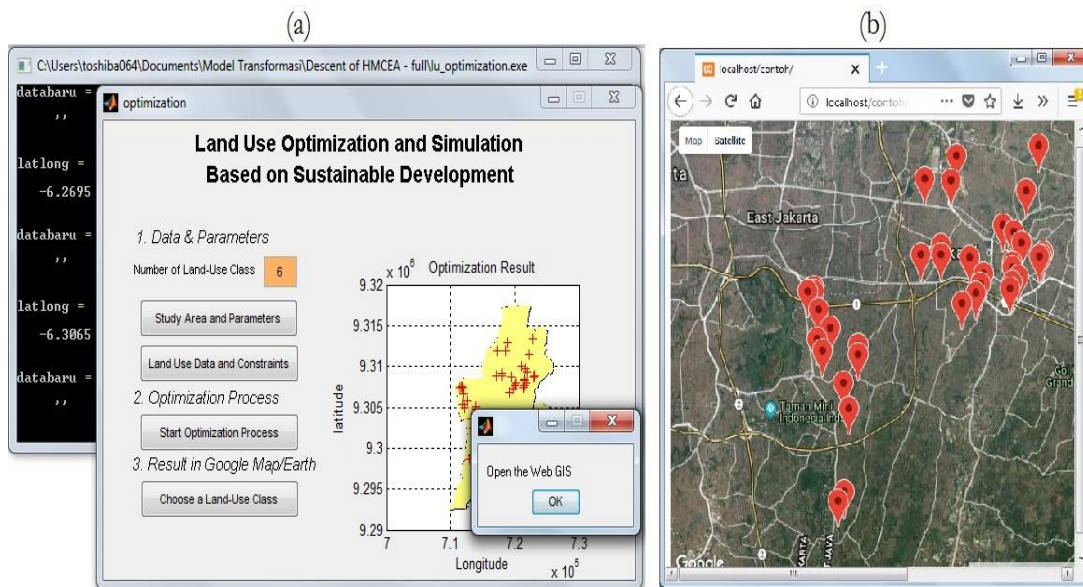 (a)
(b)
C:\Users\toshiba064\Documents\Model Transformasi\Descent of HMCEA - full\lu_optimization.exe
databaru =
,,
latlong =
-6.2695
databaru =
,,
latlong =
-6.3065
databaru =
,,
optimization
Land Use Optimization and Simulation
Based on Sustainable Development
1. Data & Parameters
Number of Land-Use Class 6
Study Area and Parameters
Land Use Data and Constraints
2. Optimization Process
Start Optimization Process
3. Result in Google Map/Earth
Choose a Land-Use Class
x 10^6
Optimization Result
9.32
9.315
9.31
9.305
9.3
9.295
9.29
latitude
7
7.1
7.2
7.3
Longitude
x 10^5
Open the Web GIS
OK
localhost/contoh/
localhost/contoh/
Map
Satellite
ta
East Jakarta
Taman Mini
Indonesia Ind
Grand
Google